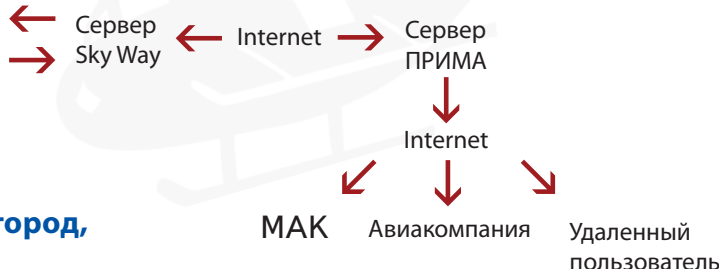 Сервер
Sky Way
Internet
Сервер
ПРИМА
Internet
город,
МАК
Авиакомпания
Удаленный
пользователь